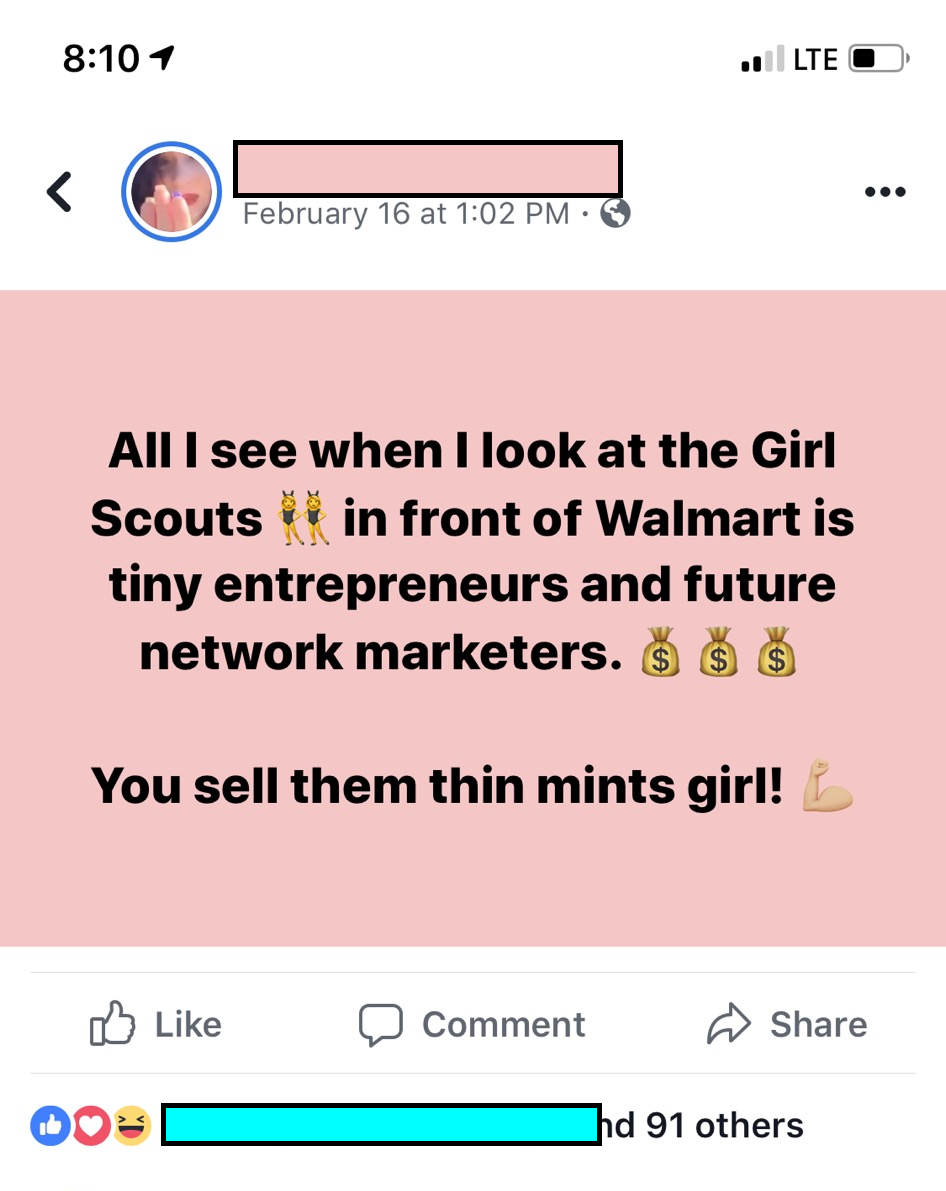 8:10 LTE
February 16 at 1:02 PM ·
All I see when I look at the Girl
Scouts 👯 in front of Walmart is
tiny entrepreneurs and future
network marketers. 💰 💰 💰
You sell them thin mints girl! 💪🏼
Like Comment Share
nd 91 others